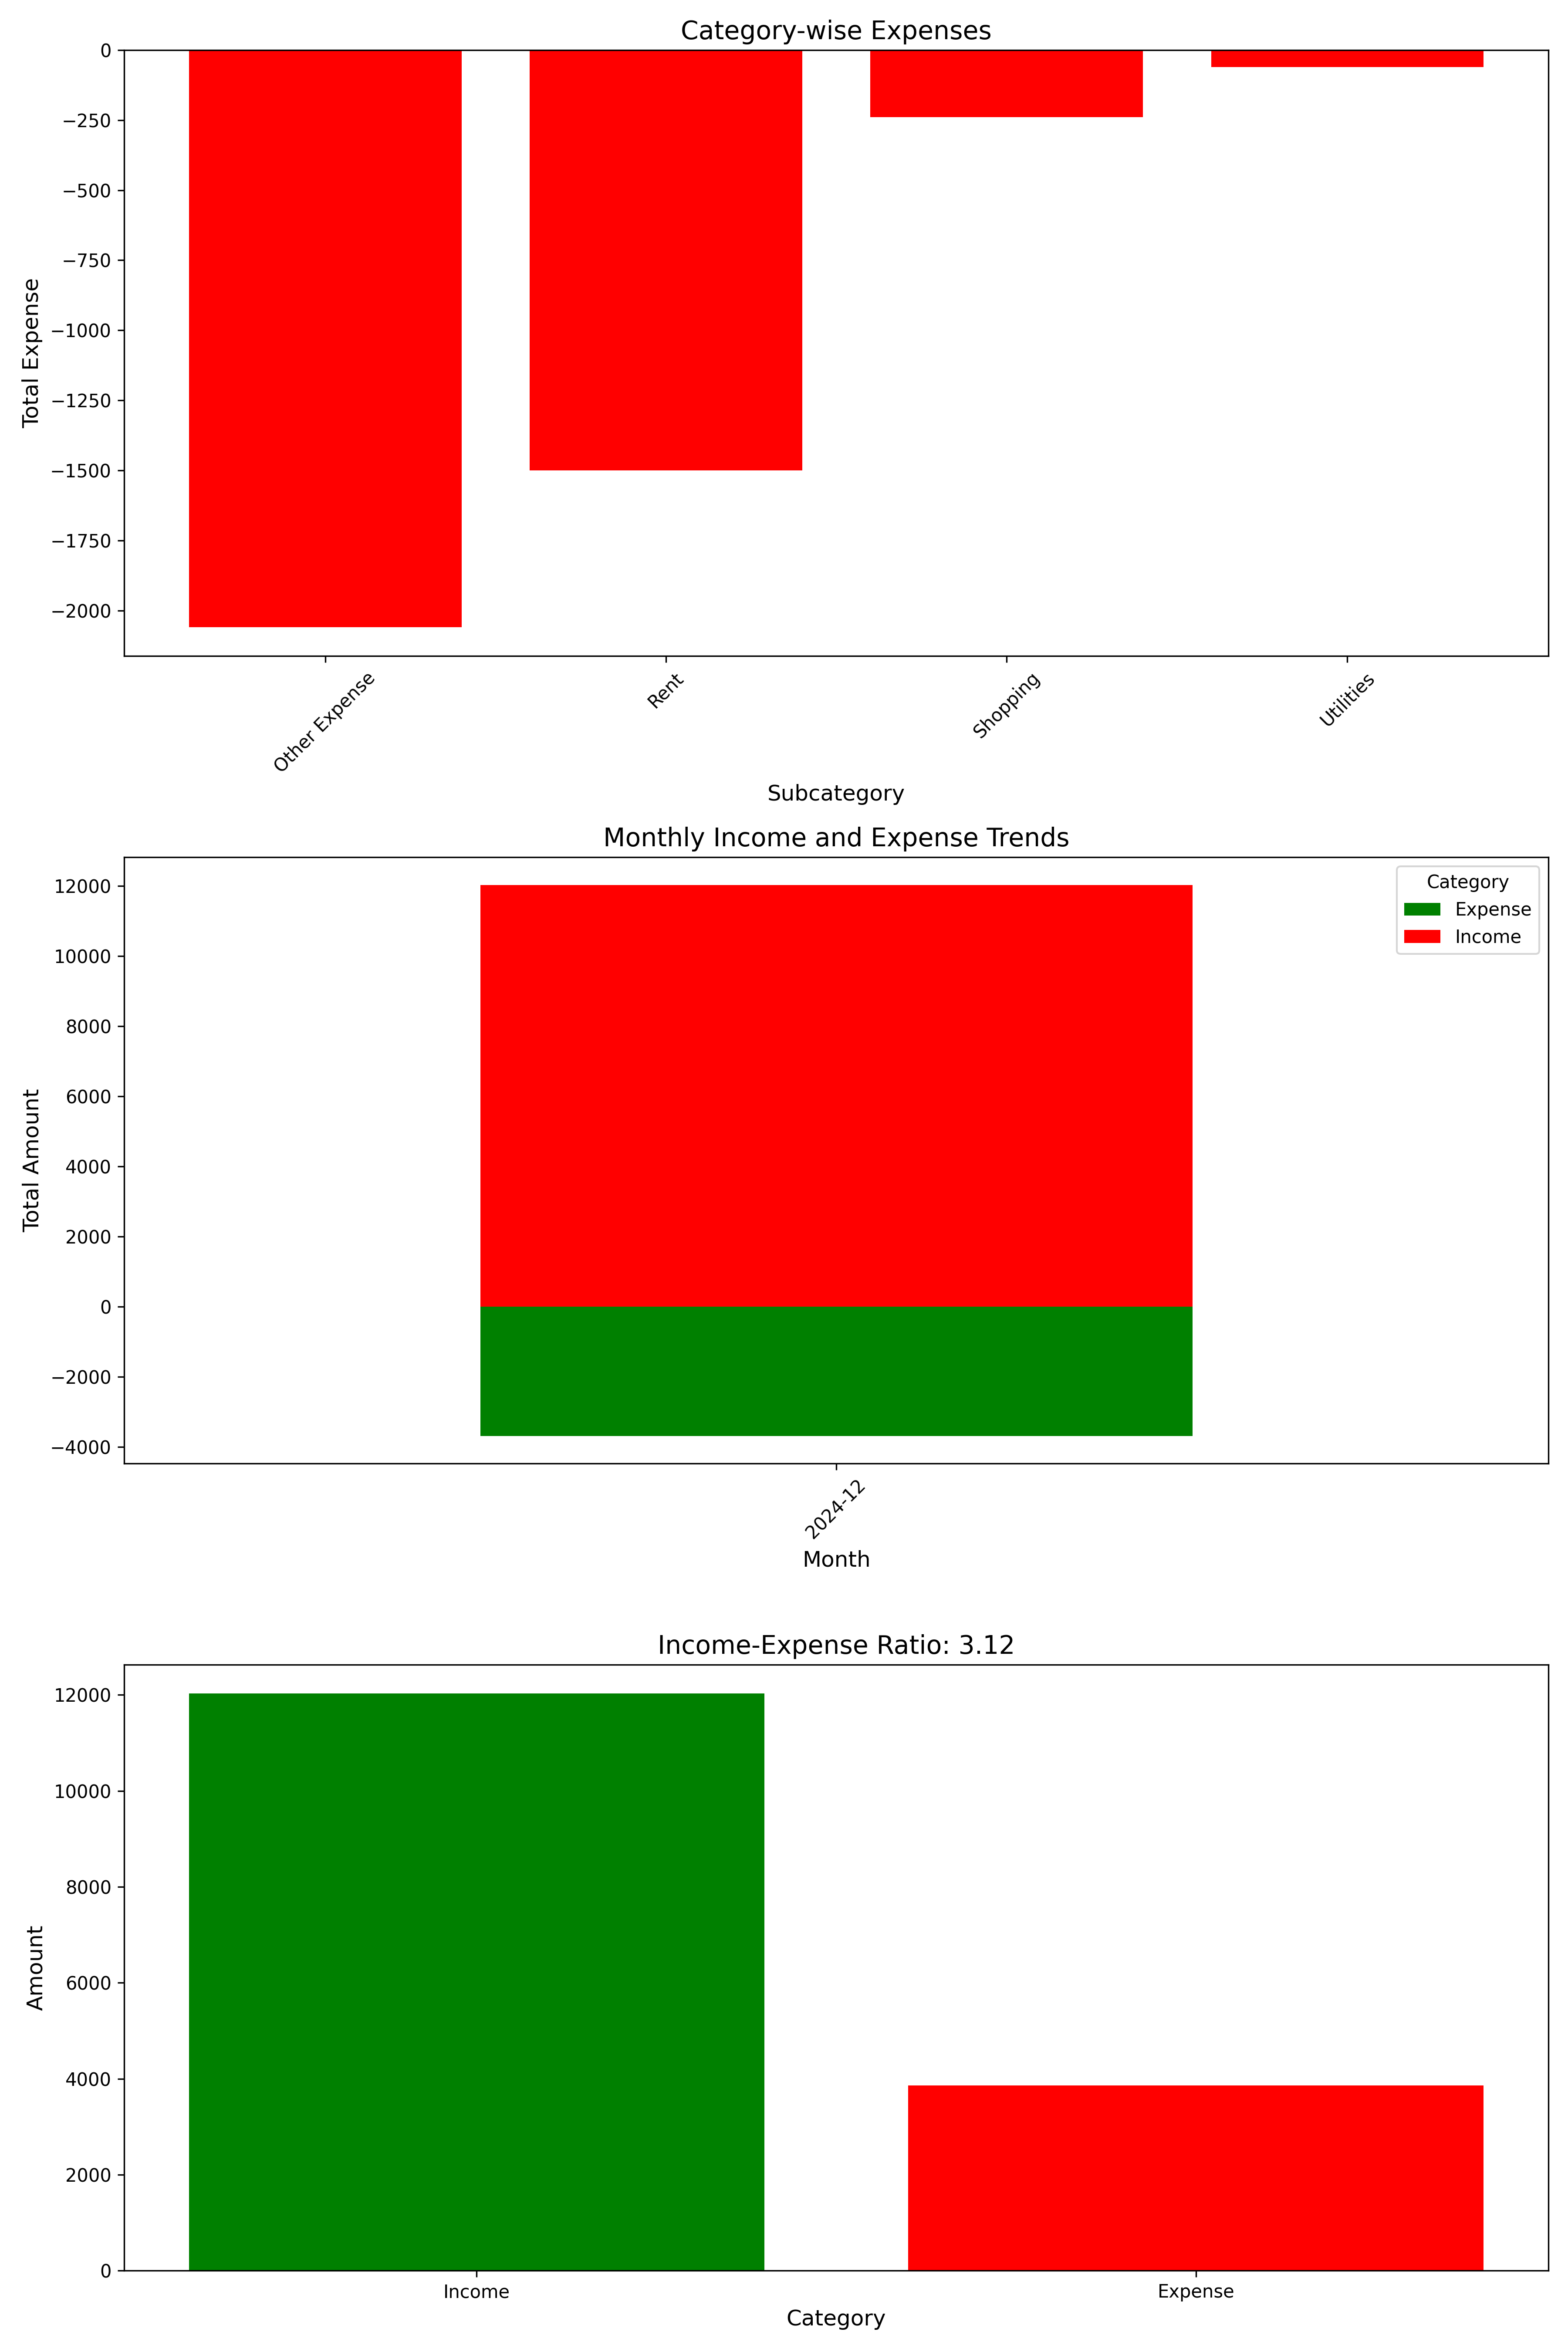 Category-wise Expenses
0
−250
−500
−750
−1000
−1250
−1500
−1750
−2000
Total Expense
Other Expense
Rent
Shopping
Utilities
Subcategory
Monthly Income and Expense Trends
12000
10000
8000
6000
4000
2000
0
−2000
−4000
Total Amount
Category
Expense
Income
2024-12
Month
Income-Expense Ratio: 3.12
12000
10000
8000
6000
4000
2000
0
Amount
Income
Expense
Category